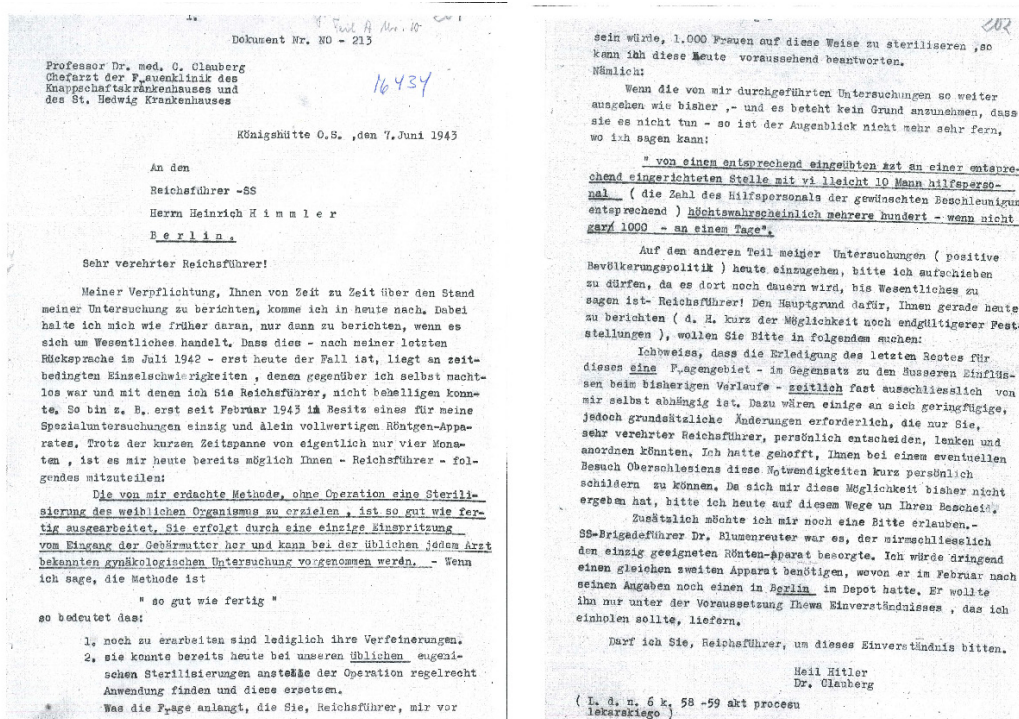 1.
Teil A Nr. 10
Dokument Nr. NO - 213
Professor Dr. med. C. Clauberg
Chefarzt der Frauenklinik des
Knappschaftskrankenhauses und
des St. Hedwig Krankenhauses
16434
Königshütte O.S. ,den 7.Juni 1943
An den
Reichsführer -SS
Herrn Heinrich H i m m l e r
B e r l i n .
Sehr verehrter Reichsführer!
Meiner Verpflichtung, Ihnen von Zeit zu Zeit über den Stand
meiner Untersuchung zu berichten, komme ich in heute nach. Dabei
halte ich mich wie früher daran, nur dann zu berichten, wenn es
sich um Wesentliches handelt. Dass dies - nach meiner letzten
Rücksprache im Juli 1942 - erst heute der Fall ist, liegt an zeit-
bedingten Einzelschwierigkeiten , denen gegenüber ich selbst macht-
los war und mit denen ich Sie Reichsführer, nicht behelligen konn-
te. So bin z. B. erst seit Februar 1943 im Besitz eines für meine
Spezialuntersuchungen einzig und alein vollwertigen Röntgen-Appa-
rates. Trotz der kurzen Zeitspanne von eigentlich nur vier Mona-
ten , ist es mir heute bereits möglich Ihnen - Reichsführer - fol-
gendes mitzuteilen:
Die von mir erdachte Methode, ohne Operation eine Sterili-
sierung des weiblichen Organismus zu erzielen , ist so gut wie fer-
tig ausgearbeitet. Sie erfolgt durch eine einzige Einspritzung
vom Eingang der Gebärmutter her und kann bei der üblichen jedem Arzt
bekannten gynäkologischen Untersuchung vorgenommen werdn. - Wenn
ich sage, die Methode ist
" so gut wie fertig "
so bedeutet das:
1. noch zu erarbeiten sind lediglich ihre Verfeinerungen.
2. sie konnte bereits heute bei unseren üblichen eugeni-
schen Sterilisierungen anstelle der Operation regelrecht
Anwendung finden und diese ersetzen.
Was die Frage anlangt, die Sie, Reichsführer, mir vor
202
sein würde, 1.000 Frauen auf diese Weise zu steriliseren ,so
kann ich diese heute voraussehend beantworten.
Nämlich:
Wenn die von mir durchgeführten Untersuchungen so weiter
ausgehen wie bisher ,- und es beteht kein Grund anzunehmen, dass
sie es nicht tun - so ist der Augenblick nicht mehr sehr fern,
wo ixh sagen kann:
" von einem entsprechend eingeübten Azt an einer entspre-
chend eingerichteten Stelle mit vi lleicht 10 Mann hilfsperso-
nal ( die Zahl des Hilfspersonals der gewünschten Beschleunigun
entsprechend ) höchtswahrscheinlich mehrere hundert - wenn nicht
gar/ 1000 - an einem Tage".
Auf den anderen Teil meiner Untersuchungen ( positive
Bevölkerungspolitik ) heute einzugehen, bitte ich aufschieben
zu dürfen, da es dort noch dauern wird, bis Wesentliches zu
sagen ist- Reichsführer! Den Hauptgrund dafür, Ihnen gerade heute
zu berichten ( d. H. kurz der Möglichkeit noch endgültigerer Fest
stellungen ), wollen Sie Bitte in folgendem suchen:
Ichbweiss, dass die Erledigung des letzten Restes für
dieses eine Fragengebiet - im Gegensatz zu den äusseren Einflüs-
sen beim bisherigen Verlaufe - zeitlich fast ausschliesslich von
mir selbst abhängig ist. Dazu wären einige an sich geringfügige,
jedoch grundsätzliche Änderungen erforderlich, die nur Sie,
sehr verehrter Reichsführer, persönlich entscheiden, lenken und
anordnen könnten. Ich hatte gehofft, Ihnen bei einem eventuellen
Besuch Oberschlesiens diese Notwendigkeiten kurz persönlich
schildern zu können. Da sich mir diese Möglichkeit bisher nicht
ergeben hat, bitte ich heute auf diesem Wege un Ihren Bescheid.
Zusätzlich möchte ich mir noch eine Bitte erlauben.-
SS-Brigadeführer Dr. Blumenreuter war es, der mirmschliesslich
den einzig geeigneten Rönten-Aparat besorgte. Ich würde dringend
einen gleichen zweiten Apparat benötigen, wovon er im Februar nach
seinen Angaben noch einen in Berlin im Depot hatte. Er wollte
ihn nur unter der Voraussetzung Ihewa Einverständnisses , das ich
einholen sollte, liefern.
Darf ich Sie, Reichsführer, um dieses Einverständnis bitten.
Heil Hitler
Dr. Clauberg
( L. d. n. 6 k. 58 -59 akt procesu
lekarskiego )